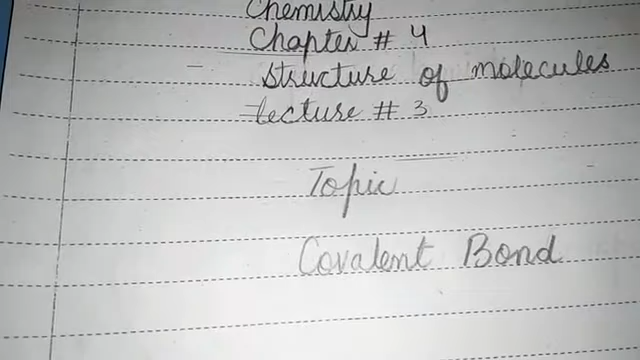 Chemistry
Chapter # 4
Structure of molecules
Lecture # 3
Topic
Covalent Bond